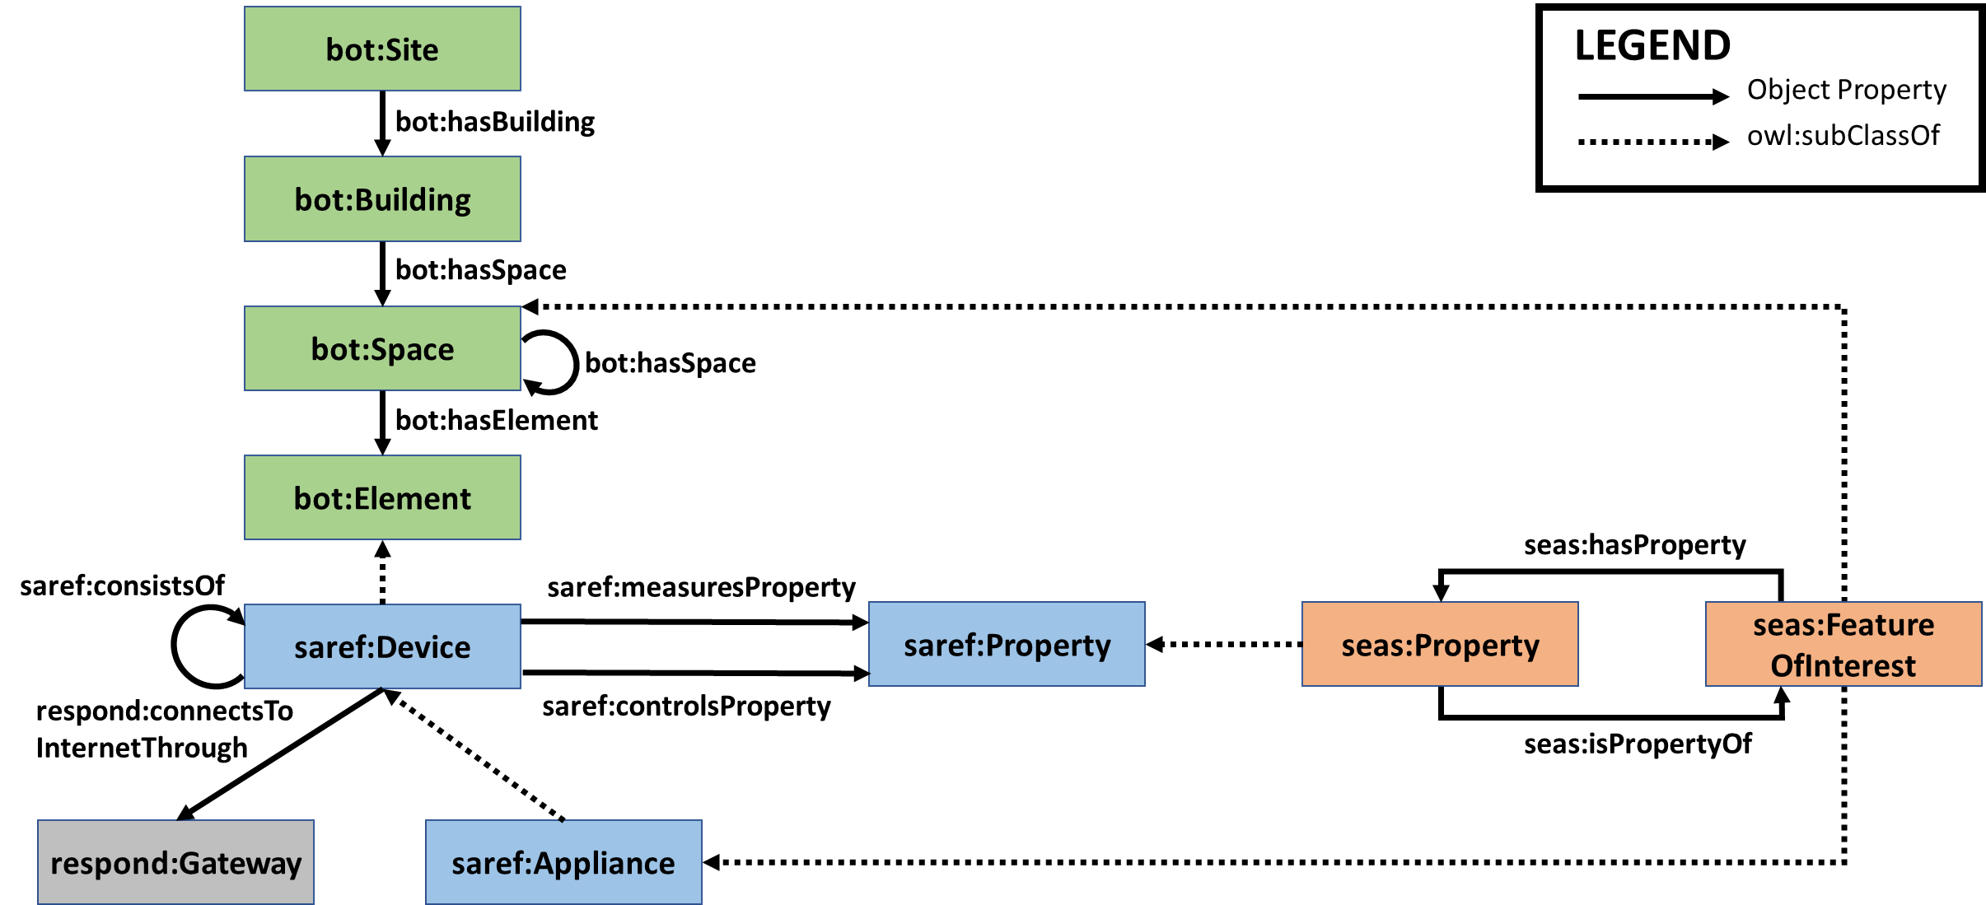 bot:Site
LEGEND
Object Property
owl:subClassOf
bot:hasBuilding
bot:Building
bot:hasSpace
bot:Space
bot:hasSpace
bot:hasElement
bot:Element
seas:hasProperty
saref:consistsOf
saref:measuresProperty
saref:Device
saref:Property
seas:Property
seas:Feature
OfInterest
saref:controlsProperty
respond:connectsTo
InternetThrough
seas:isPropertyOf
respond:Gateway
saref:Appliance